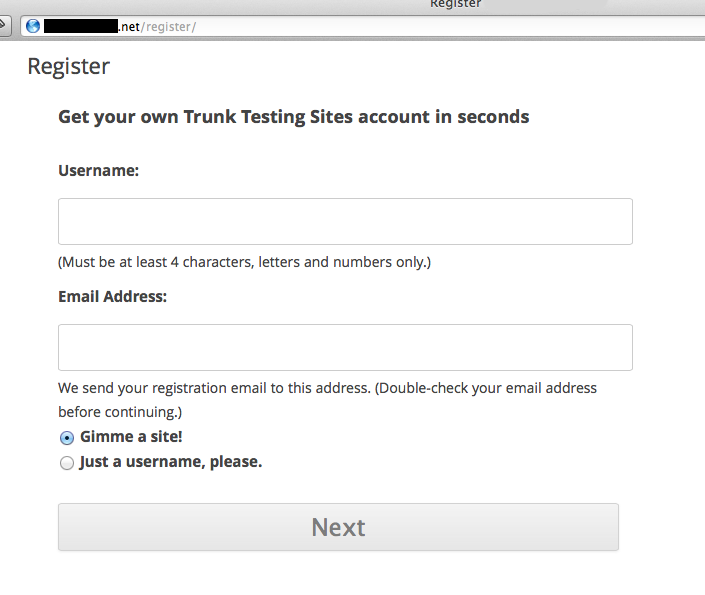 Register
.net/register/
Register
Get your own Trunk Testing Sites account in seconds
Username:
(Must be at least 4 characters, letters and numbers only.)
Email Address:
We send your registration email to this address. (Double-check your email address
before continuing.)
Gimme a site!
Just a username, please.
Next